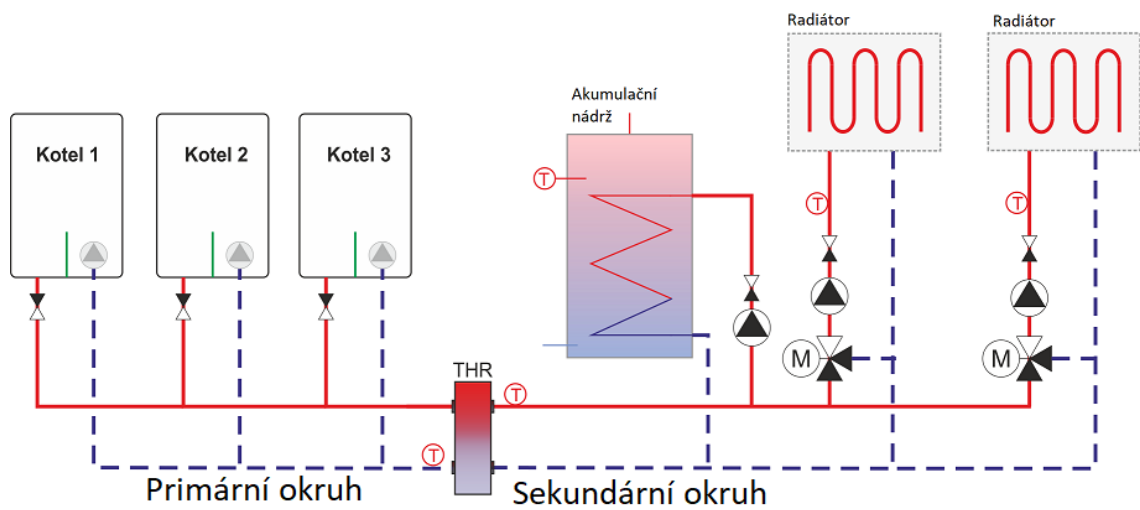 Radiátor
Radiátor
Akumulační
nádrž
Kotel 1
Kotel 2
Kotel 3
T
T
T
M
M
THR
T
T
Primární okruh
Sekundární okruh